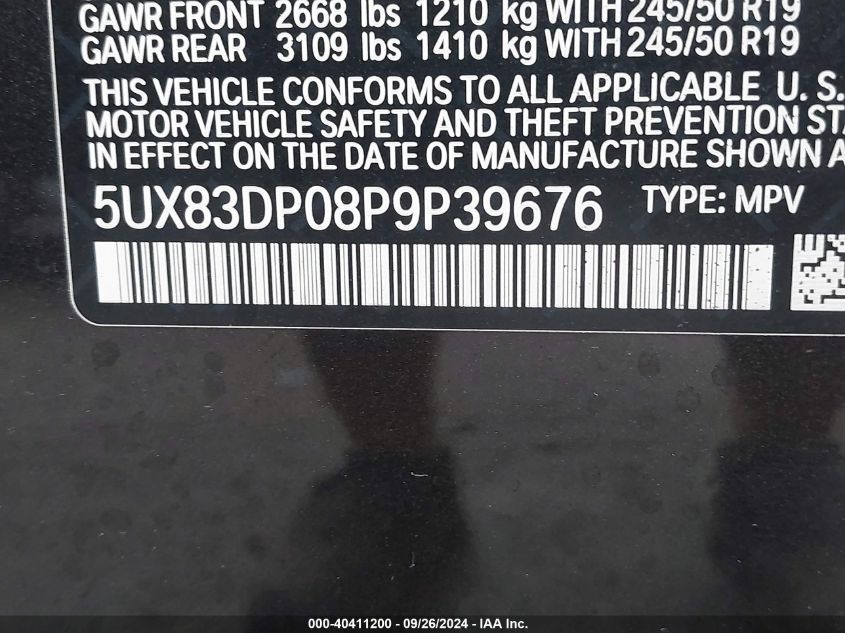 GAWR FRONT 2668 lbs 1210 kg WITH 245/50 R19
GAWR REAR 3109 lbs 1410 kg WITH 245/50 R19
THIS VEHICLE CONFORMS TO ALL APPLICABLE U. S.
MOTOR VEHICLE SAFETY AND THEFT PREVENTION ST
IN EFFECT ON THE DATE OF MANUFACTURE SHOWN A
5UX83DP08P9P39676 TYPE: MPV
000-40411200 - 09/26/2024 - IAA Inc.